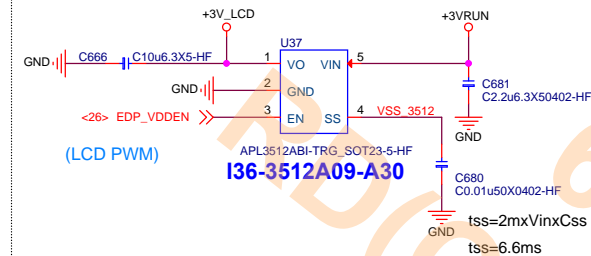 +3V_LCD
+3VRUN
U37
C666
C10u6.3X5-HF
GND
1
VO
VIN
5
GND
2
GND
C681
C2.2u6.3X50402-HF
<26> EDP_VDDEN
3
EN
SS
4
VSS_3512
GND
(LCD PWM)
APL3512ABI-TRG_SOT23-5-HF
I36-3512A09-A30
C680
C0.01u50X0402-HF
GND
tss=2mxVinxCss
tss=6.6ms